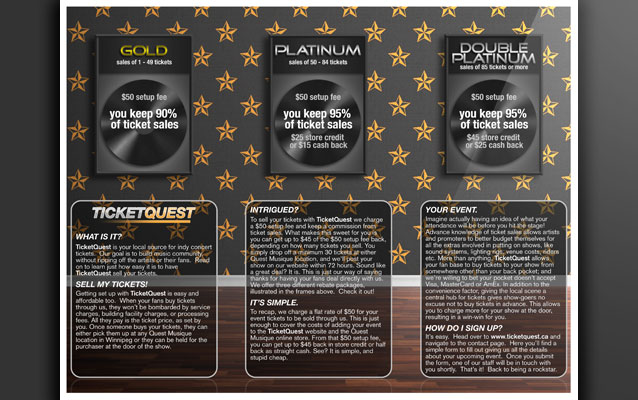 GOLD
sales of 1 - 49 tickets
$50 setup fee
you keep 90%
of ticket sales
PLATINUM
sales of 50 - 84 tickets
$50 setup fee
you keep 95%
of ticket sales
$25 store credit
or $15 cash back
DOUBLE
PLATINUM
sales of 85 tickets or more
$50 setup fee
you keep 95%
of ticket sales
$45 store credit
or $25 cash back
TICKETQUEST
WHAT IS IT?
TicketQuest is your local source for indy concert
tickets. Our goal is to build music community
without ripping off the artists or their fans. Read
on to learn just how easy it is to have
TicketQuest sell your tickets.
SELL MY TICKETS!
Getting set up with TicketQuest is easy and
affordable too. When your fans buy tickets
through us, they won't be bombarded by service
charges, building facility charges, or processing
fees. All they pay is the ticket price, as set by
you. Once someone buys your tickets, they can
either pick them up at any Quest Musique
location in Winnipeg or they can be held for the
purchaser at the door of the show.
INTRIGUED?
To sell your tickets with TicketQuest we charge
a $50 setup fee and keep a commission from
ticket sales. What makes this sweet for yours,
you can get up to $45 of the $50 setup fee back,
depending on how many tickets you sell. You
simply drop off a minimum 30 tickets at either
Quest Musique location, and we'll post your
show on our website within 72 hours. Sound like
a great deal? It is. This is just our way of saying
thanks for having your fans deal directly with us.
We offer three different rebate packages,
illustrated in the frames above. Check it out!
IT'S SIMPLE.
To recap, we charge a flat rate of $50 for your
event tickets to be sold through us. This is just
enough to cover the costs of adding your event
to the TicketQuest website and the Quest
Musique online store. From that $50 setup fee,
you can get up to $45 back in store credit or half
back as straight cash. See? It is simple, and
stupid cheap.
YOUR EVENT.
Imagine actually having an idea of what your
attendance will be before you hit the stage!
Advance knowledge of ticket sales allows artists
and promoters to better budget themselves for
all the extras involved in putting on shows, like
sound systems, lighting rigs, venue costs, extras
etc. More than anything, TicketQuest allows
your fan base to buy tickets to your show from
somewhere other than your back pocket; and
we're willing to bet your pocket doesn't accept
Visa, MasterCard or AmEx. In addition to the
convenience factor, giving the local scene a
central hub for tickets gives show-goers no
excuse not to buy tickets in advance. This allows
you to charge more for your show at the door,
resulting in a win-win for you.
HOW DO I SIGN UP?
It's easy. Head over to www.ticketquest.ca and
navigate to the contact page. Here you'll find a
simple form to fill out giving us all the details
about your upcoming event. Once you submit the
form, one of our staff will be in touch with
you shortly. That's it! Back to being a rockstar.